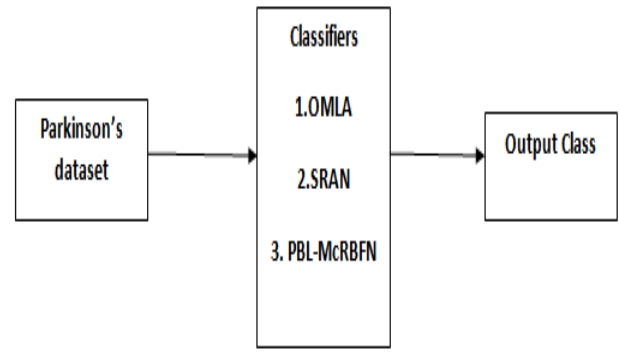 Parkinson's
dataset
Classifiers
1.OMLA
2.SRAN
3. PBL-McRBFN
Output Class